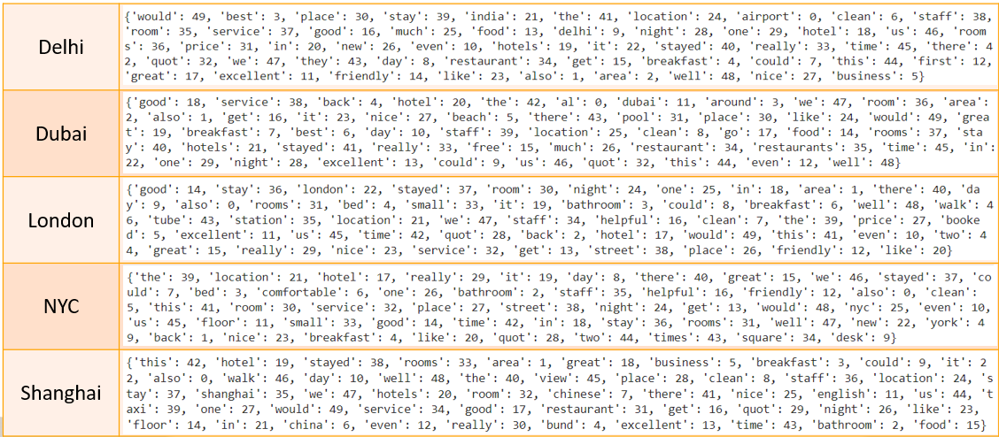 Delhi
{'would': 49, 'best': 3, 'place': 30, 'stay': 39, 'india': 21, 'the': 41, 'location': 24, 'airport': 0, 'clean': 6, 'staff': 38,
'room': 35, 'service': 37, 'good': 16, 'much': 25, 'food': 13, 'delhi': 9, 'night': 28, 'one': 29, 'hotel': 18, 'us': 46, 'room
s': 36, 'price': 31, 'in': 20, 'new': 26, 'even': 10, 'hotels': 19, 'it': 22, 'stayed': 40, 'really': 33, 'time': 45, 'there': 4
2, 'quot': 32, 'we': 47, 'they': 43, 'day': 8, 'restaurant': 34, 'get': 15, 'breakfast': 4, 'could': 7, 'this': 44, 'first': 12,
'great': 17, 'excellent': 11, 'friendly': 14, 'like': 23, 'also': 1, 'area': 2, 'well': 48, 'nice': 27, 'business': 5}
Dubai
{'good': 18, 'service': 38, 'back': 4, 'hotel': 20, 'the': 42, 'al': 0, 'dubai': 11, 'around': 3, 'we': 47, 'room': 36, 'area':
2, 'also': 1, 'get': 16, 'it': 23, 'nice': 27, 'beach': 5, 'there': 43, 'pool': 31, 'place': 30, 'like': 24, 'would': 49, 'grea
t': 19, 'breakfast': 7, 'best': 6, 'day': 10, 'staff': 39, 'location': 25, 'clean': 8, 'go': 17, 'food': 14, 'rooms': 37, 'sta
y': 40, 'hotels': 21, 'stayed': 41, 'really': 33, 'free': 15, 'much': 26, 'restaurant': 34, 'restaurants': 35, 'time': 45, 'in':
22, 'one': 29, 'night': 28, 'excellent': 13, 'could': 9, 'us': 46, 'quot': 32, 'this': 44, 'even': 12, 'well': 48}
London
{'good': 14, 'stay': 36, 'london': 22, 'stayed': 37, 'room': 30, 'night': 24, 'one': 25, 'in': 18, 'area': 1, 'there': 40, 'da
y': 9, 'also': 0, 'rooms': 31, 'bed': 4, 'small': 33, 'it': 19, 'bathroom': 3, 'could': 8, 'breakfast': 6, 'well': 48, 'walk': 4
6, 'tube': 43, 'station': 35, 'location': 21, 'we': 47, 'staff': 34, 'helpful': 16, 'clean': 7, 'the': 39, 'price': 27, 'booke
d': 5, 'excellent': 11, 'us': 45, 'time': 42, 'quot': 28, 'back': 2, 'hotel': 17, 'would': 49, 'this': 41, 'even': 10, 'two': 4
4, 'great': 15, 'really': 29, 'nice': 23, 'service': 32, 'get': 13, 'street': 38, 'place': 26, 'friendly': 12, 'like': 20}
NYC
{'the': 39, 'location': 21, 'hotel': 17, 'really': 29, 'it': 19, 'day': 8, 'there': 40, 'great': 15, 'we': 46, 'stayed': 37, 'co
uld': 7, 'bed': 3, 'comfortable': 6, 'one': 26, 'bathroom': 2, 'staff': 35, 'helpful': 16, 'friendly': 12, 'also': 0, 'clean':
5, 'this': 41, 'room': 30, 'service': 32, 'place': 27, 'street': 38, 'night': 24, 'get': 13, 'would': 48, 'nyc': 25, 'even': 10,
'us': 45, 'floor': 11, 'small': 33, 'good': 14, 'time': 42, 'in': 18, 'stay': 36, 'rooms': 31, 'well': 47, 'new': 22, 'york': 4
9, 'back': 1, 'nice': 23, 'breakfast': 4, 'like': 20, 'quot': 28, 'two': 44, 'times': 43, 'square': 34, 'desk': 9}
Shanghai
{'this': 42, 'hotel': 19, 'stayed': 38, 'rooms': 33, 'area': 1, 'great': 18, 'business': 5, 'breakfast': 3, 'could': 9, 'it': 2
2, 'also': 0, 'walk': 46, 'day': 10, 'well': 48, 'the': 40, 'view': 45, 'place': 28, 'clean': 8, 'staff': 36, 'location': 24, 's
tay': 37, 'shanghai': 35, 'we': 47, 'hotels': 20, 'room': 32, 'chinese': 7, 'there': 41, 'nice': 25, 'english': 11, 'us': 44, 't
axi': 39, 'one': 27, 'would': 49, 'service': 34, 'good': 17, 'restaurant': 31, 'get': 16, 'quot': 29, 'night': 26, 'like': 23,
'floor': 14, 'in': 21, 'china': 6, 'even': 12, 'really': 30, 'bund': 4, 'excellent': 13, 'time': 43, 'bathroom': 2, 'food': 15}